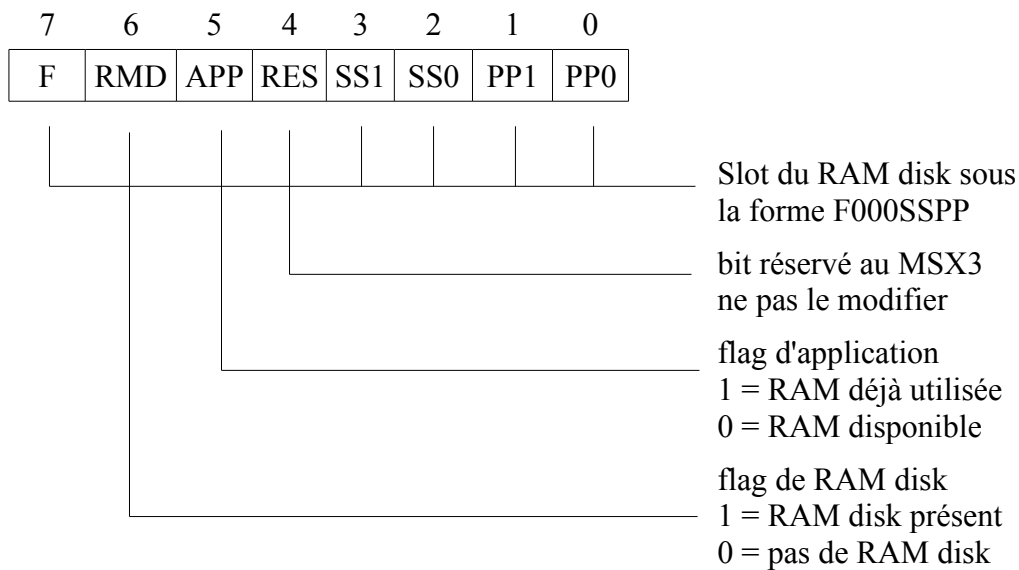 7 6 5 4 3 2 1 0
F RMD APP RES SS1 SS0 PP1 PP0
Slot du RAM disk sous
la forme F000SSPP
bit réservé au MSX3
ne pas le modifier
flag d'application
1 = RAM déjà utilisée
0 = RAM disponible
flag de RAM disk
1 = RAM disk présent
0 = pas de RAM disk